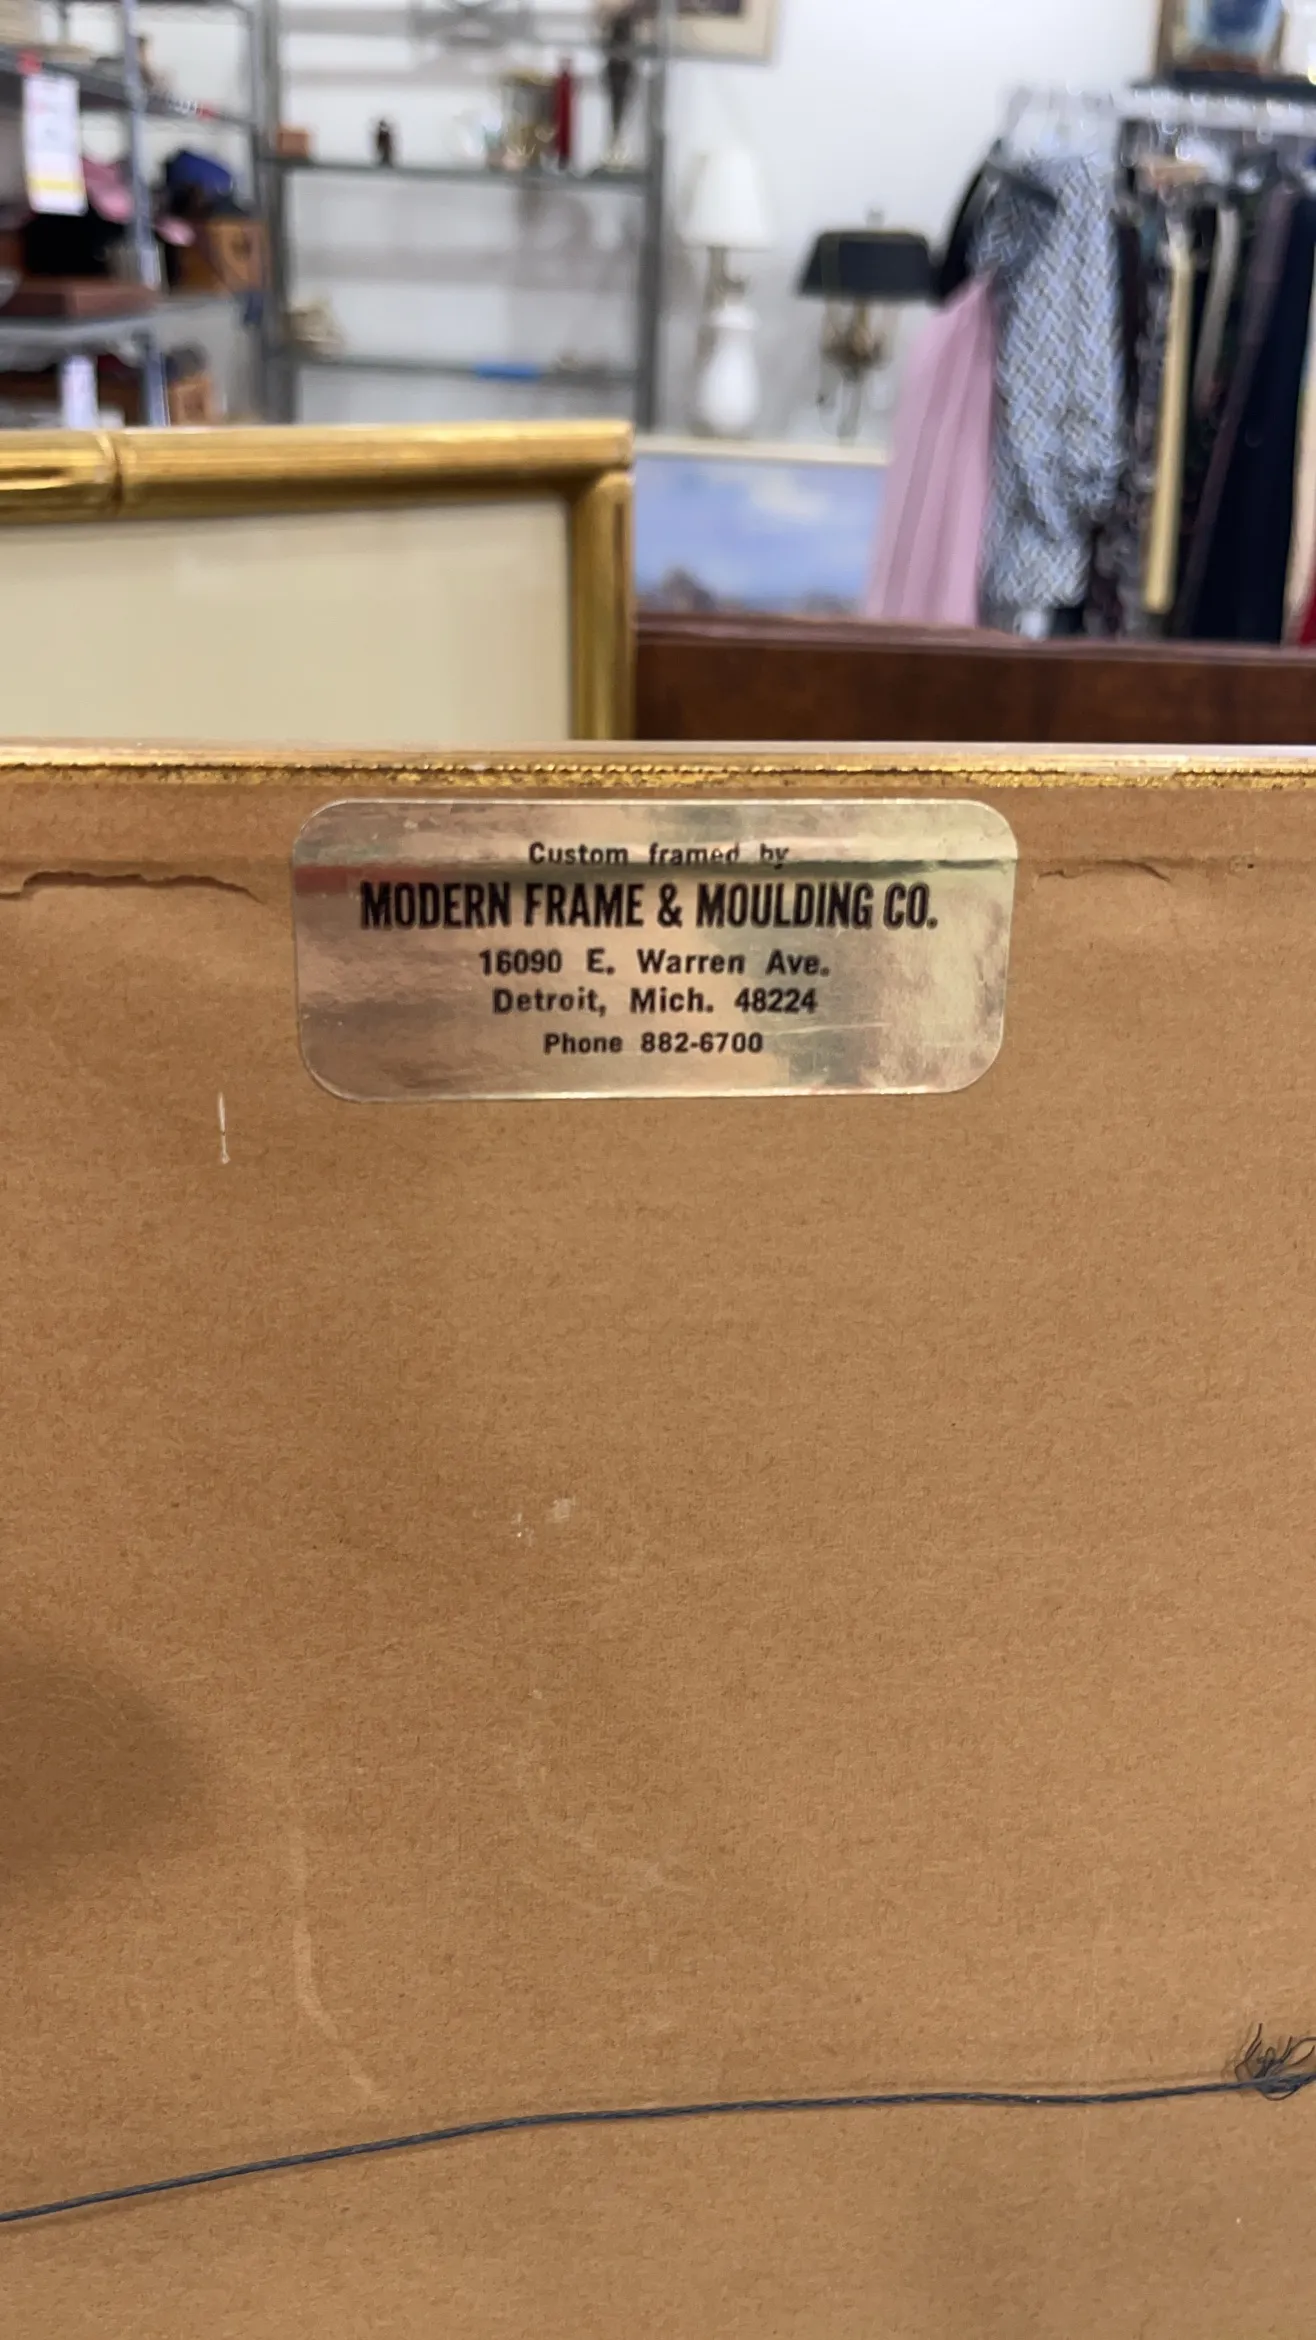 Custom framed by
MODERN FRAME & MOULDING CO.
16090 E. Warren Ave.
Detroit, Mich. 48224
Phone 882-6700